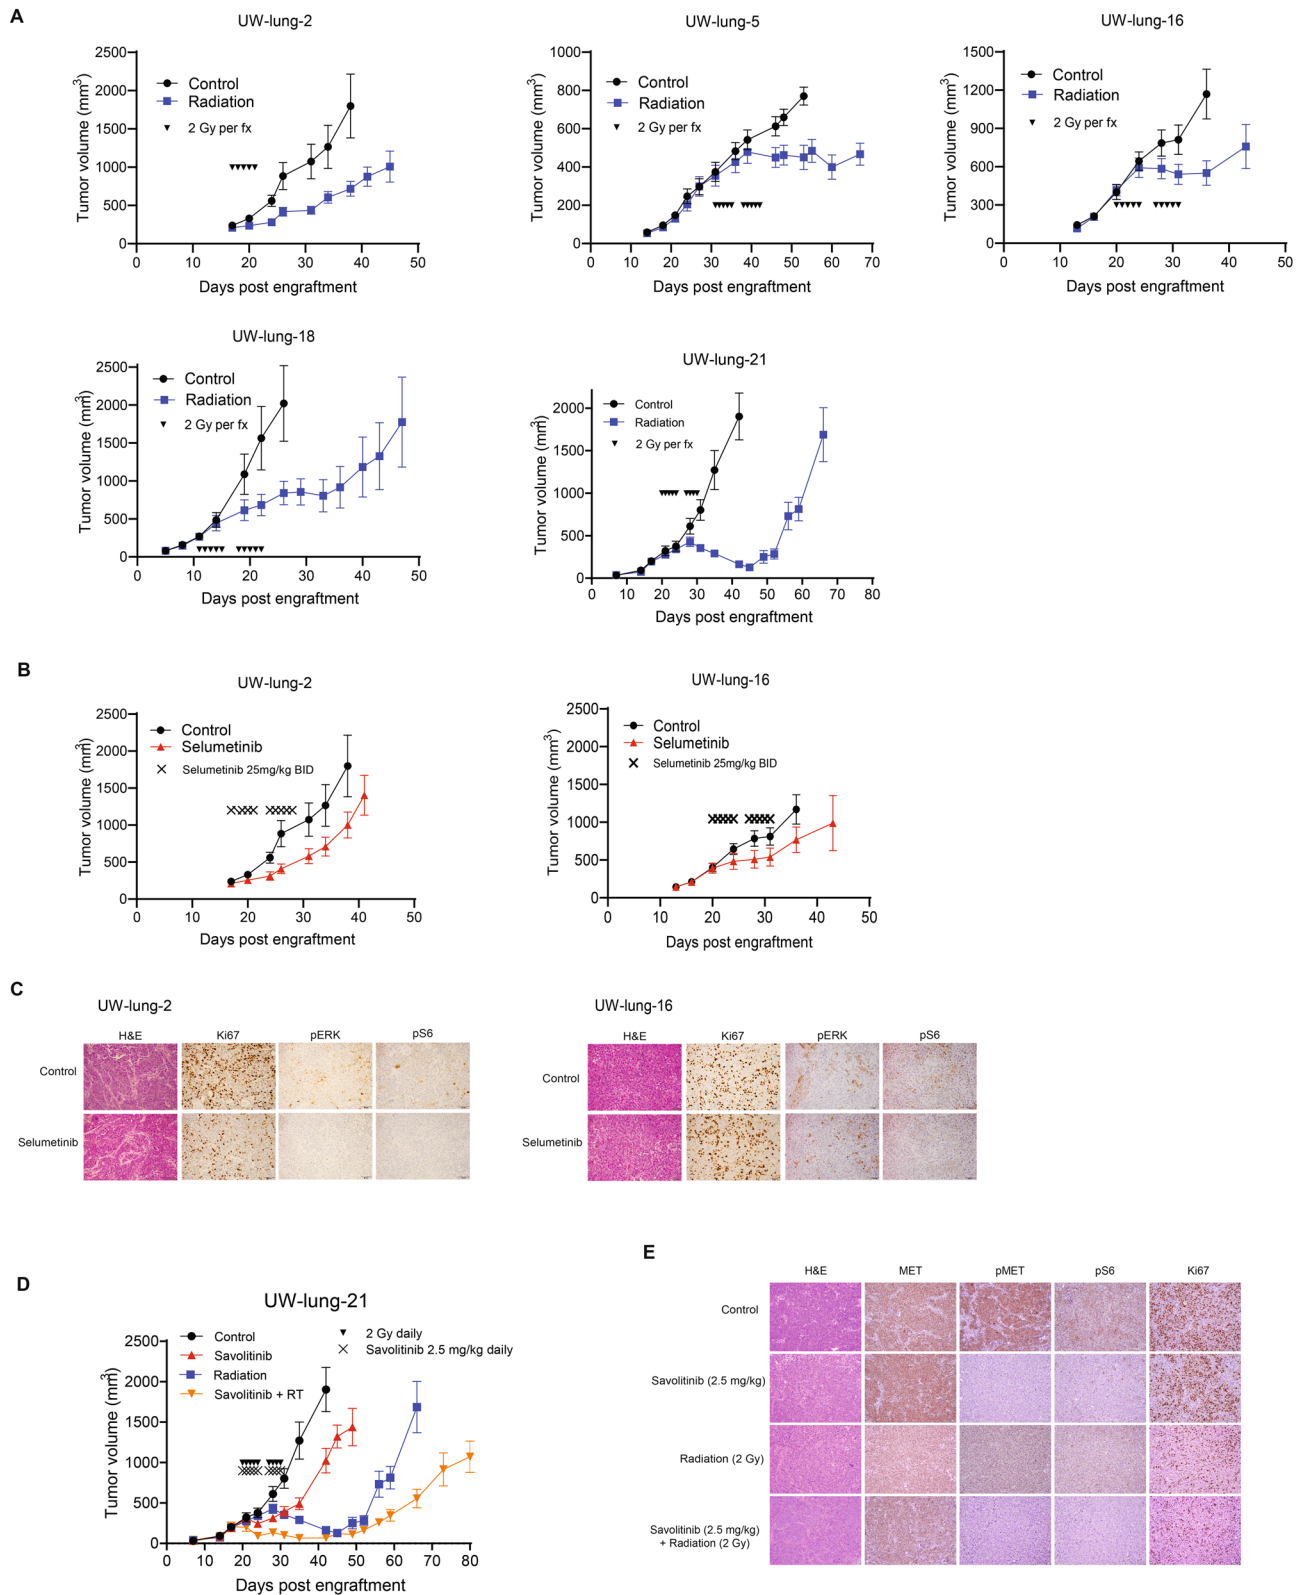 A
UW-lung-2
Tumor volume (mm3)
2500
2000
1500
1000
500
0
Control
Radiation
2 Gy per fx
0 10 20 30 40 50
Days post engraftment
UW-lung-5
Tumor volume (mm3)
1000
800
600
400
200
0
Control
Radiation
2 Gy per fx
0 10 20 30 40 50 60 70
Days post engraftment
UW-lung-16
Tumor volume (mm3)
1500
1200
900
600
300
0
Control
Radiation
2 Gy per fx
0 10 20 30 40 50
Days post engraftment
UW-lung-18
Tumor volume (mm3)
2500
2000
1500
1000
500
0
Control
Radiation
2 Gy per fx
0 10 20 30 40 50
Days post engraftment
UW-lung-21
Tumor volume (mm3)
2000
1500
1000
500
0
Control
Radiation
2 Gy per fx
0 10 20 30 40 50 60 70 80
Days post engraftment
B
UW-lung-2
Tumor volume (mm3)
2500
2000
1500
1000
500
0
Control
Selumetinib
Selumetinib 25mg/kg BID
0 10 20 30 40 50
Days post engraftment
UW-lung-16
Tumor volume (mm3)
2500
2000
1500
1000
500
0
Control
Selumetinib
Selumetinib 25mg/kg BID
0 10 20 30 40 50
Days post engraftment
C
UW-lung-2
H&E Ki67 pERK pS6
Control
Selumetinib
UW-lung-16
H&E Ki67 pERK pS6
Control
Selumetinib
D
UW-lung-21
Tumor volume (mm3)
2500
2000
1500
1000
500
0
Control
Savolitinib
Radiation
Savolitinib + RT
2 Gy daily
Savolitinib 2.5 mg/kg daily
0 10 20 30 40 50 60 70 80
Days post engraftment
E
H&E MET pMET pS6 Ki67
Control
Savolitinib (2.5 mg/kg)
Radiation (2 Gy)
Savolitinib (2.5 mg/kg)
+ Radiation (2 Gy)